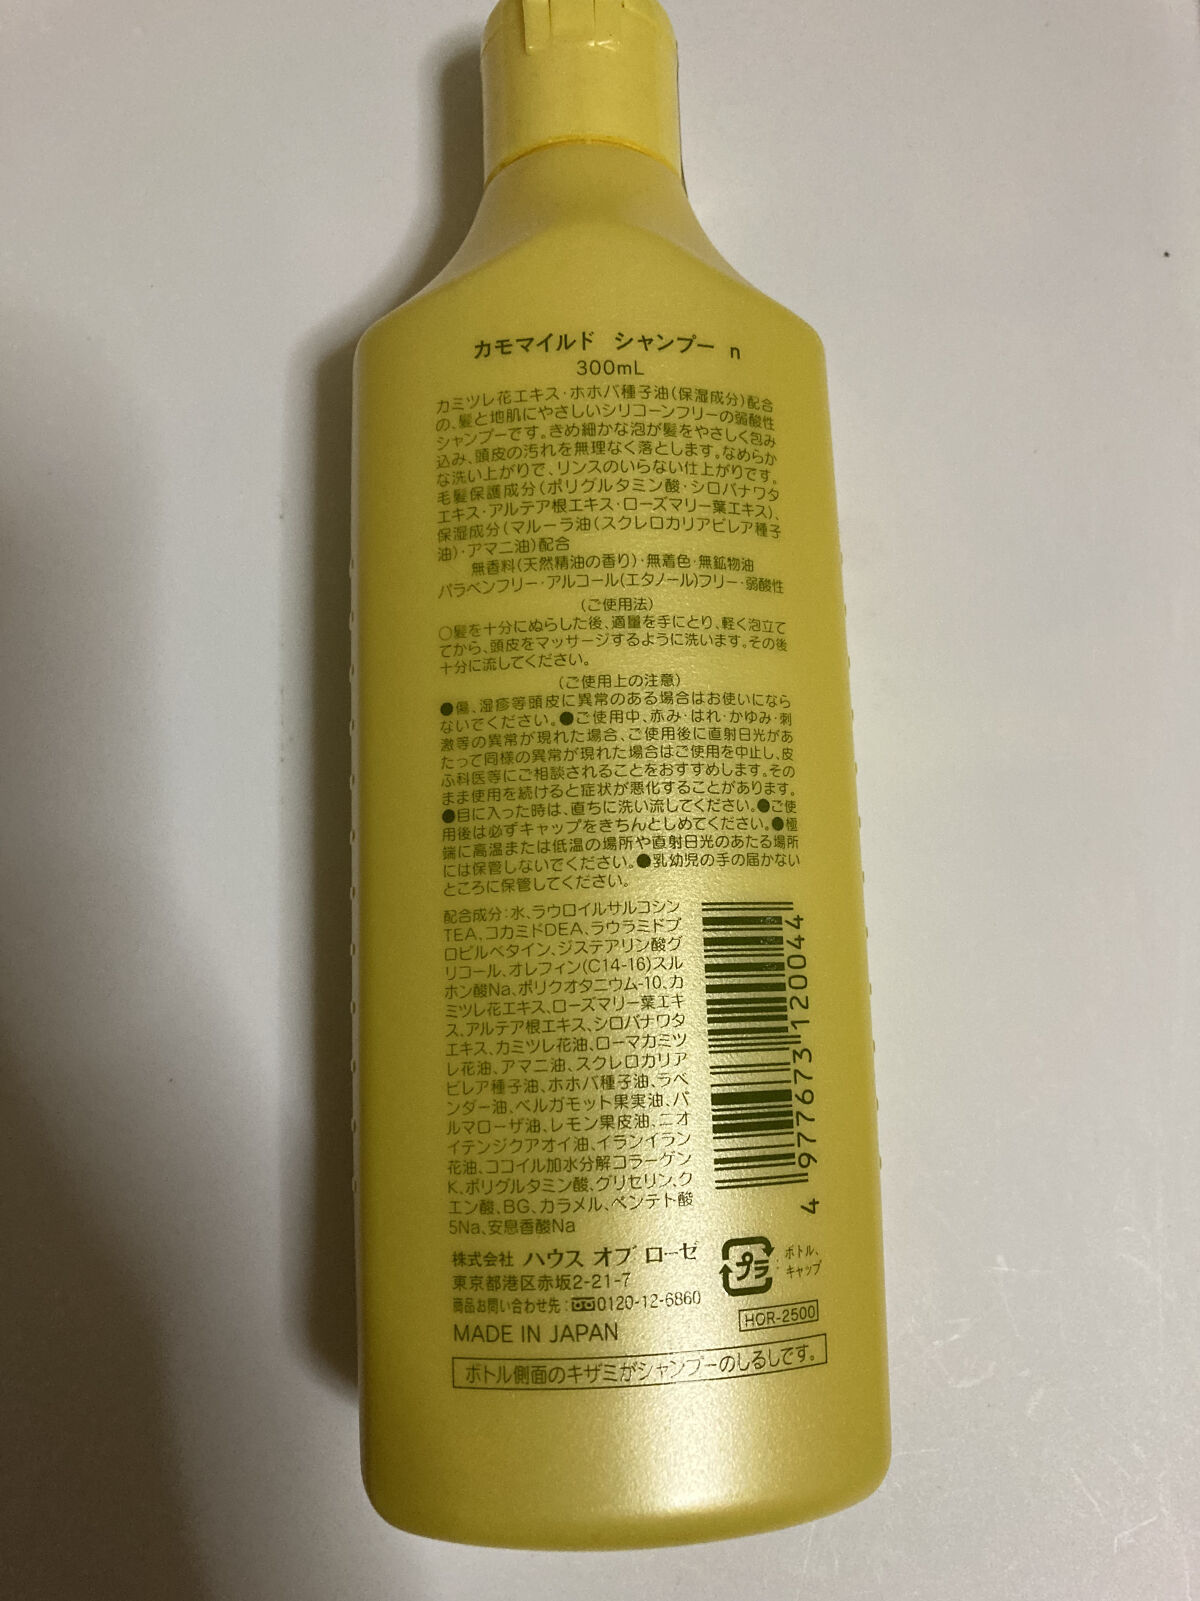 カモマイルド シャンプー n
300mL
カミツレ花エキス・ホホバ種子油(保湿成分)配合
の、髪と地肌にやさしいシリコーンフリーの弱酸性
シャンプーです。きめ細かな泡が髪をやさしく包み
込み、頭皮の汚れを無理なく落とします。なめらか
な洗い上がりで、リンスのいらない仕上がりです。
毛髪保護成分(ポリグルタミン酸・シロバナワタ
エキス・アルテア根エキス・ローズマリー葉エキス)、
保湿成分(マルーラ油(スクレロカリアビレア種子
油)・アマニ油)配合
無香料(天然精油の香り)・無着色・無鉱物油
パラベンフリー・アルコール(エタノール)フリー・弱酸性
(ご使用法)
○髪を十分にぬらした後、適量を手にとり、軽く泡立て
てから、頭皮をマッサージするように洗います。その後
十分に流してください。
(ご使用上の注意)
●傷、湿疹等頭皮に異常のある場合はお使いになら
ないでください。●ご使用中、赤み・はれ・かゆみ・刺
激等の異常が現れた場合、ご使用後に直射日光があ
たって同様の異常が現れた場合はご使用を中止し、皮
ふ科医等にご相談されることをおすすめします。その
まま使用を続けると症状が悪化することがあります。
●目に入った時は、直ちに洗い流してください。●ご使
用後は必ずキャップをきちんとしめてください。●極
端に高温または低温の場所や直射日光のあたる場所
には保管しないでください。●乳幼児の手の届かない
ところに保管してください。
配合成分:水、ラウロイルサルコシン
TEA、コカミドDEA、ラウラミドプ
ロピルベタイン、ジステアリン酸グ
リコール、オレフィン(C14-16)スル
ホン酸Na、ポリクオタニウム-10、カ
ミツレ花エキス、ローズマリー葉エキ
ス、アルテア根エキス、シロバナワタ
エキス、カミツレ花油、ローマカミツ
レ花油、アマニ油、スクレロカリア
ビレア種子油、ホホバ種子油、ラベ
ンダー油、ベルガモット果実油、パ
ルマローザ油、レモン果皮油、ニオ
イテンジクアオイ油、イランイラン
花油、ココイル加水分解コラーゲン
K、ポリグルタミン酸、グリセリン、ク
エン酸、BG、カラメル、ペンテト酸
5Na、安息香酸Na
4 977673 120044
株式会社 ハウス オブ ローゼ
東京都港区赤坂2-21-7
商品お問い合わせ先:0120-12-6860
MADE IN JAPAN
プラ
ボトル、
キャップ
HOR-2500
ボトル側面のキザミがシャンプーのしるしです。